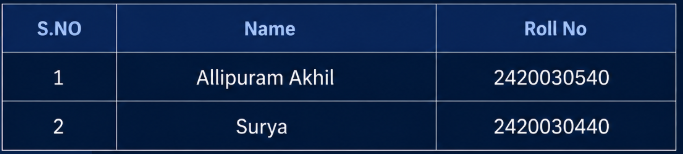 S.NO Name Roll No
1 Allipuram Akhil 2420030540
2 Surya 2420030440